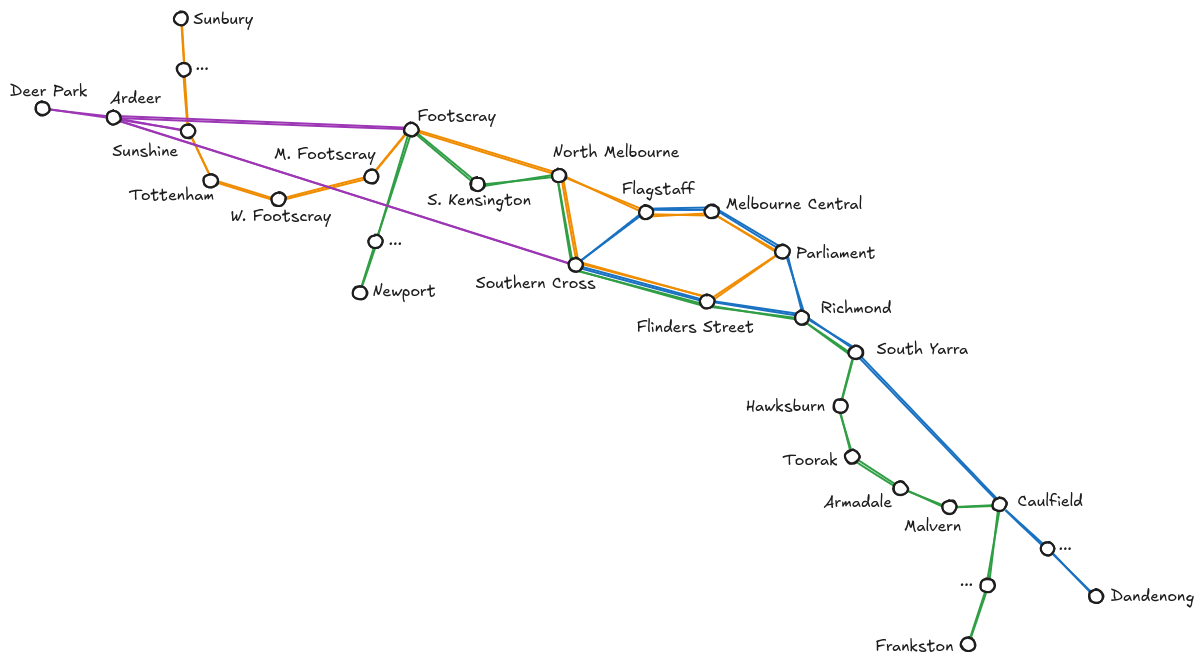 Sunbury
...
Deer Park
Ardeer
Footscray
Sunshine
M. Footscray
North Melbourne
Tottenham
W. Footscray
S. Kensington
Flagstaff
Melbourne Central
...
Parliament
Newport
Southern Cross
Richmond
Flinders Street
South Yarra
Hawksburn
Toorak
Armadale
Caulfield
Malvern
...
...
Dandenong
Frankston